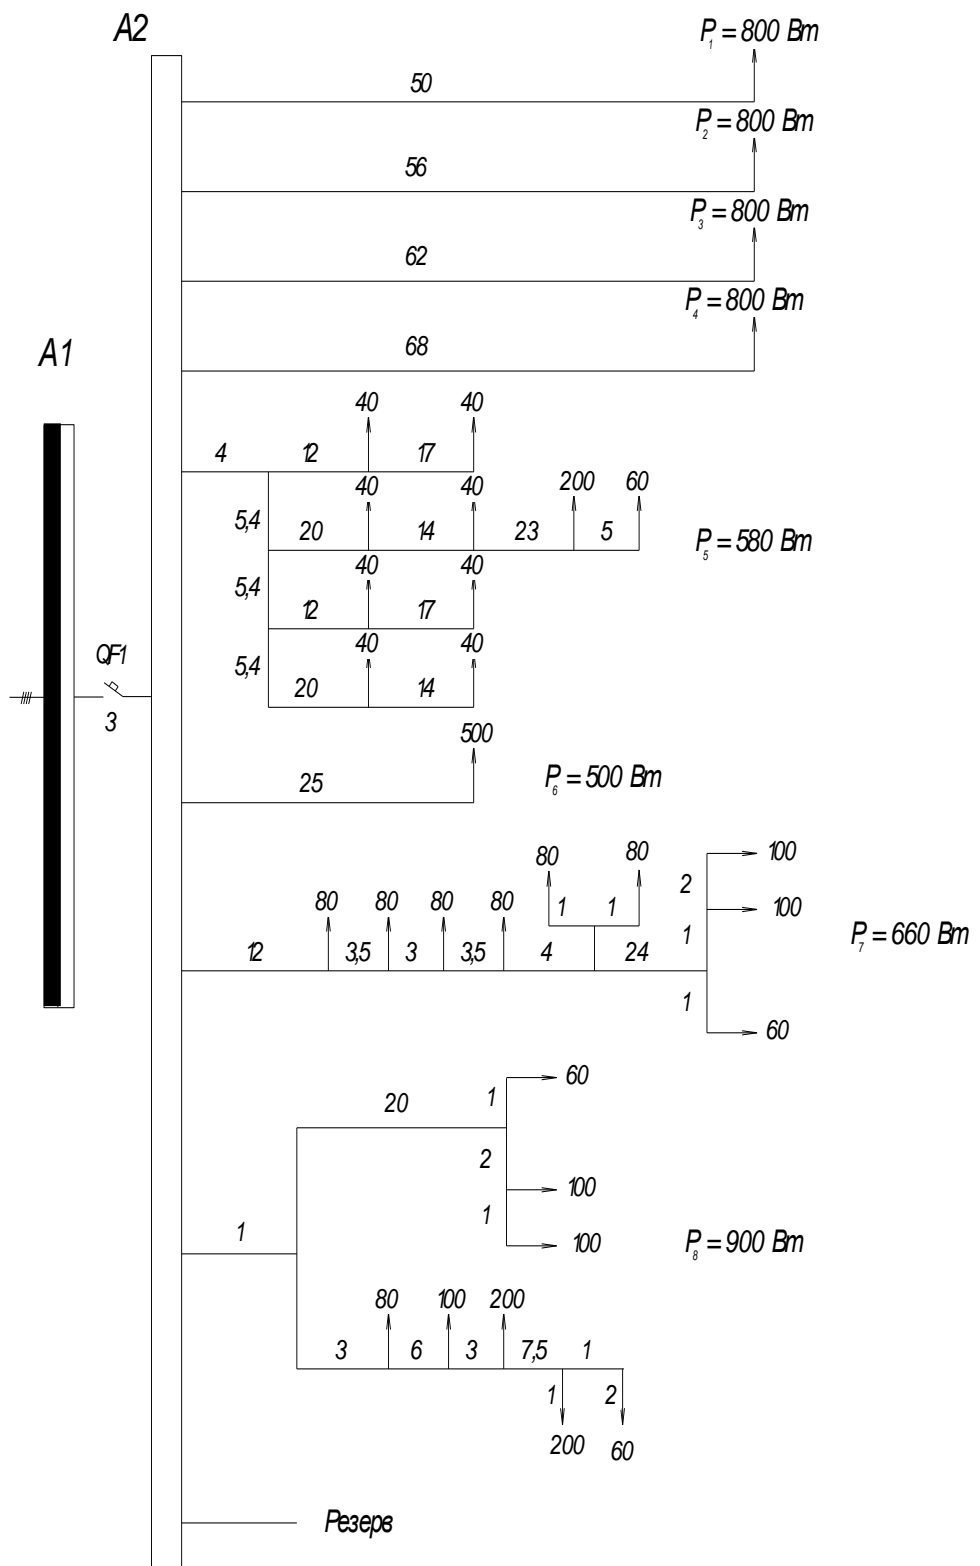 A2
P₁ = 800 Вт
50
P₂ = 800 Вт
56
P₃ = 800 Вт
62
P₄ = 800 Вт
68
A1
40 40
4 12 17
40 40 200 60
5,4 20 14 23 5
P₅ = 580 Вт
40 40
5,4 12 17
40 40
5,4 20 14
QF1
3
500
25
P₆ = 500 Вт
80 80
80 80 80 80 1 1
12 3,5 3 3,5 4 24
2 100
1 100
1 60
P₇ = 660 Вт
20
1 60
2 100
1 100
1
P₈ = 900 Вт
80 100 200
3 6 3 7,5 1
1 2
200 60
Резерв